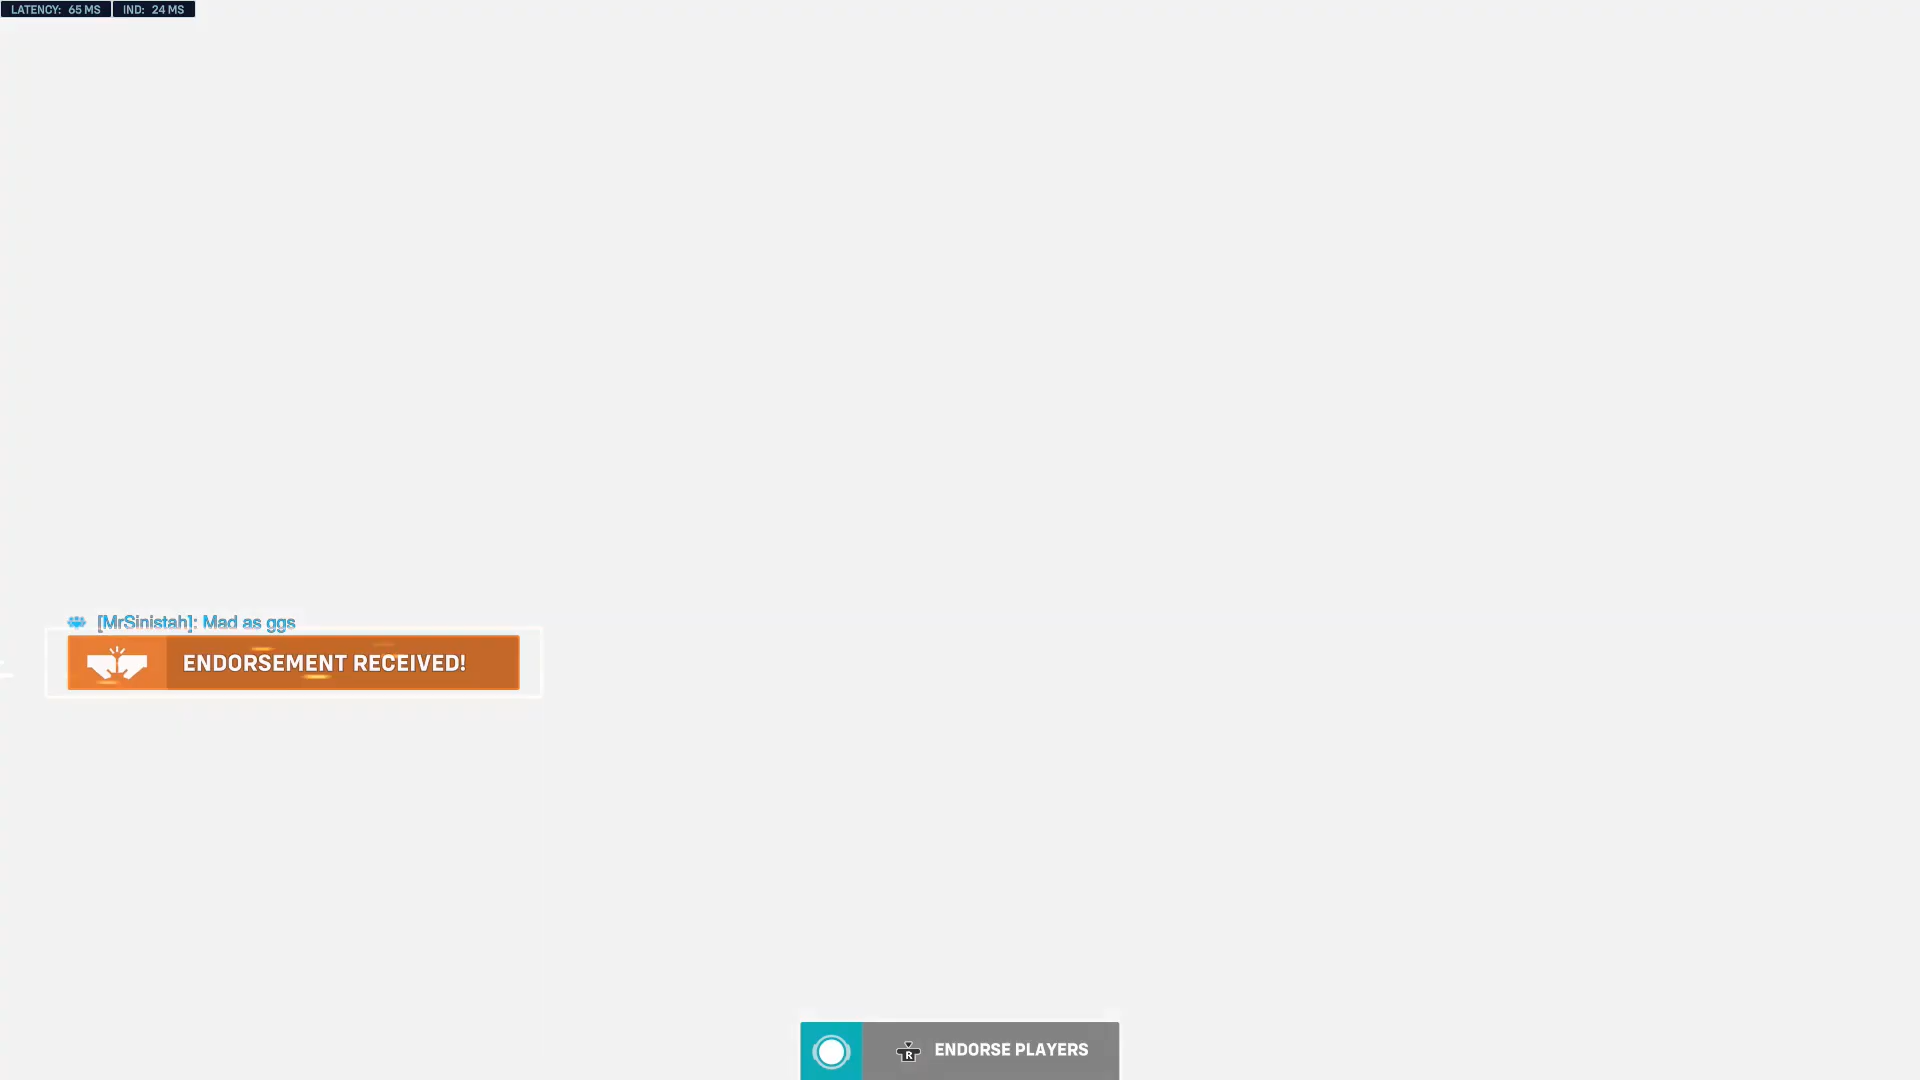 LATENCY: 65 MS IND: 24 MS
[MrSinistah]: Mad as ggs
ENDORSEMENT RECEIVED!
R ENDORSE PLAYERS